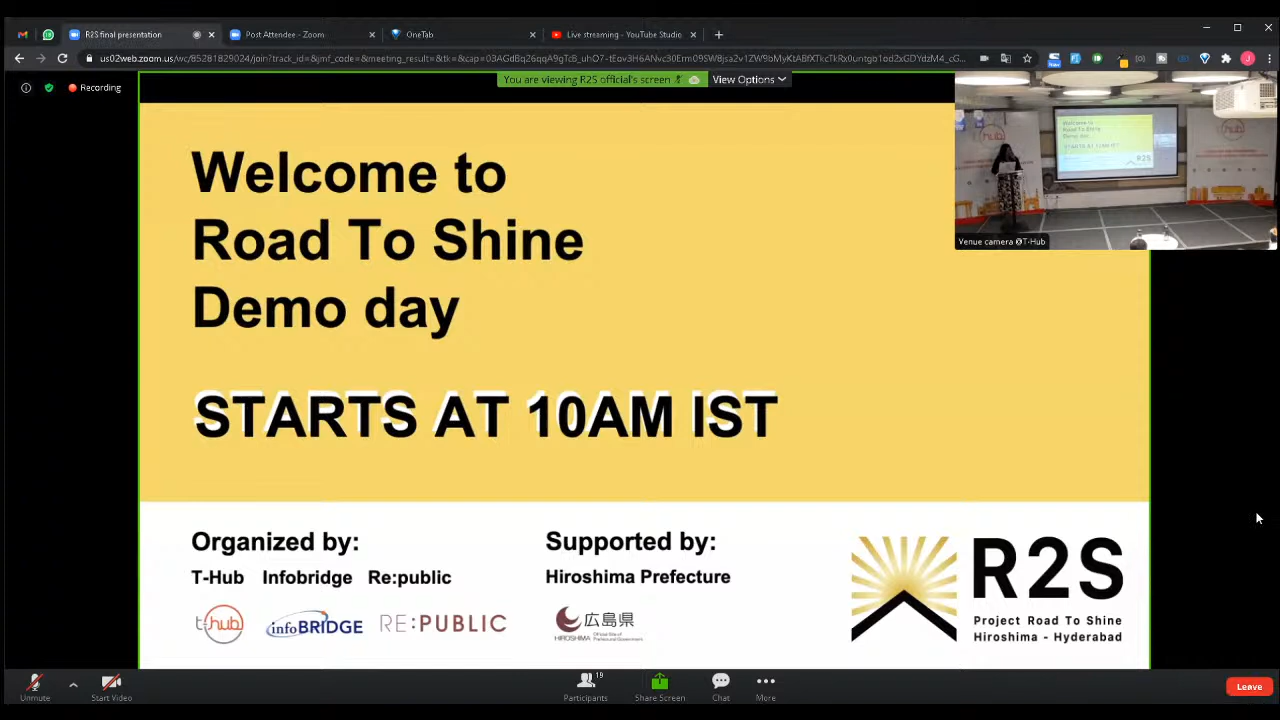 R2S final presentation
Post Attendee - Zoom
OneTab
Live streaming - YouTube Studio
Recording
You are viewing R2S official's screen
View Options
Welcome to
Road To Shine
Demo day
STARTS AT 10AM IST
Venue camera @T-Hub
Organized by:
T-Hub Infobridge Re:public
t-hub infoBRIDGE RE:PUBLIC
Supported by:
Hiroshima Prefecture
広島県
HIROSHIMA
R2S
Project Road To Shine
Hiroshima - Hyderabad
Unmute
Start Video
19
Participants
Share Screen
Chat
More
Leave